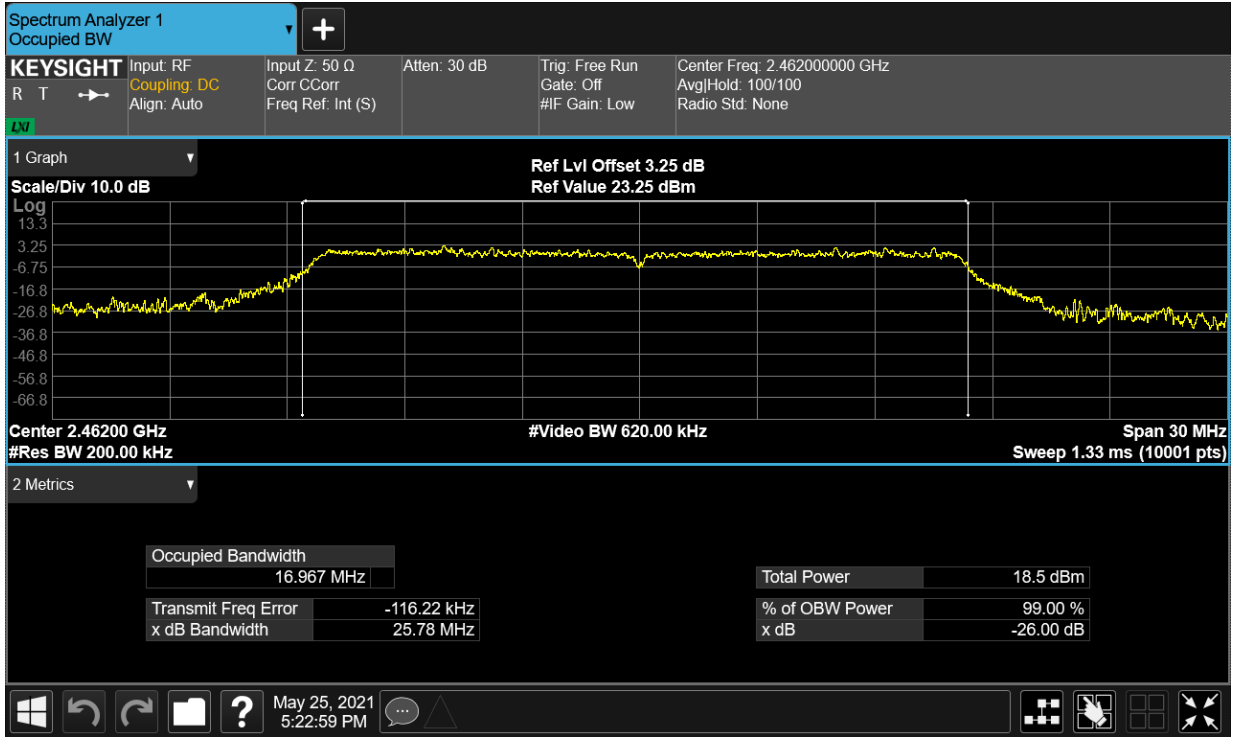 Spectrum Analyzer 1
Occupied BW
KEYSIGHT
R T
LXI
Input: RF
Coupling: DC
Align: Auto
Input Z: 50 Ω
Corr CCorr
Freq Ref: Int (S)
Atten: 30 dB
Trig: Free Run
Gate: Off
#IF Gain: Low
Center Freq: 2.462000000 GHz
Avg|Hold: 100/100
Radio Std: None
1 Graph
Scale/Div 10.0 dB
Ref Lvl Offset 3.25 dB
Ref Value 23.25 dBm
Log
13.3
3.25
-6.75
-16.8
-26.8
-36.8
-46.8
-56.8
-66.8
Center 2.46200 GHz
#Video BW 620.00 kHz
Span 30 MHz
#Res BW 200.00 kHz
Sweep 1.33 ms (10001 pts)
2 Metrics
Occupied Bandwidth
16.967 MHz
Total Power 18.5 dBm
Transmit Freq Error -116.22 kHz
% of OBW Power 99.00 %
x dB Bandwidth 25.78 MHz
x dB -26.00 dB
?
May 25, 2021
5:22:59 PM